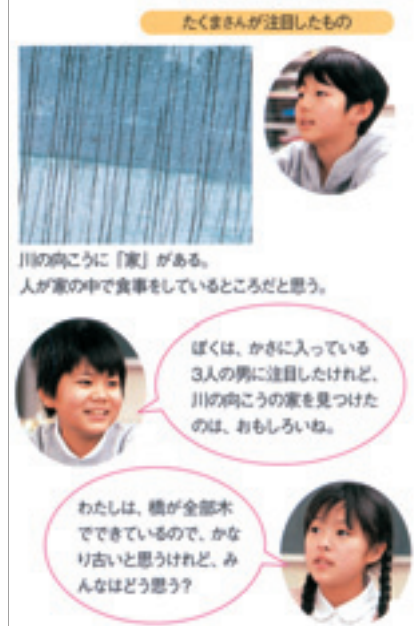 たくまさんが注目したもの
川の向こうに「家」がある。
人が家の中で食事をしているところだと思う。
ぼくは、かさに入っている
3人の男に注目したけれど、
川の向こうの家を見つけた
のは、おもしろいね。
わたしは、橋が全部木
でできているので、かな
り古いと思うけれど、み
んなはどう思う?